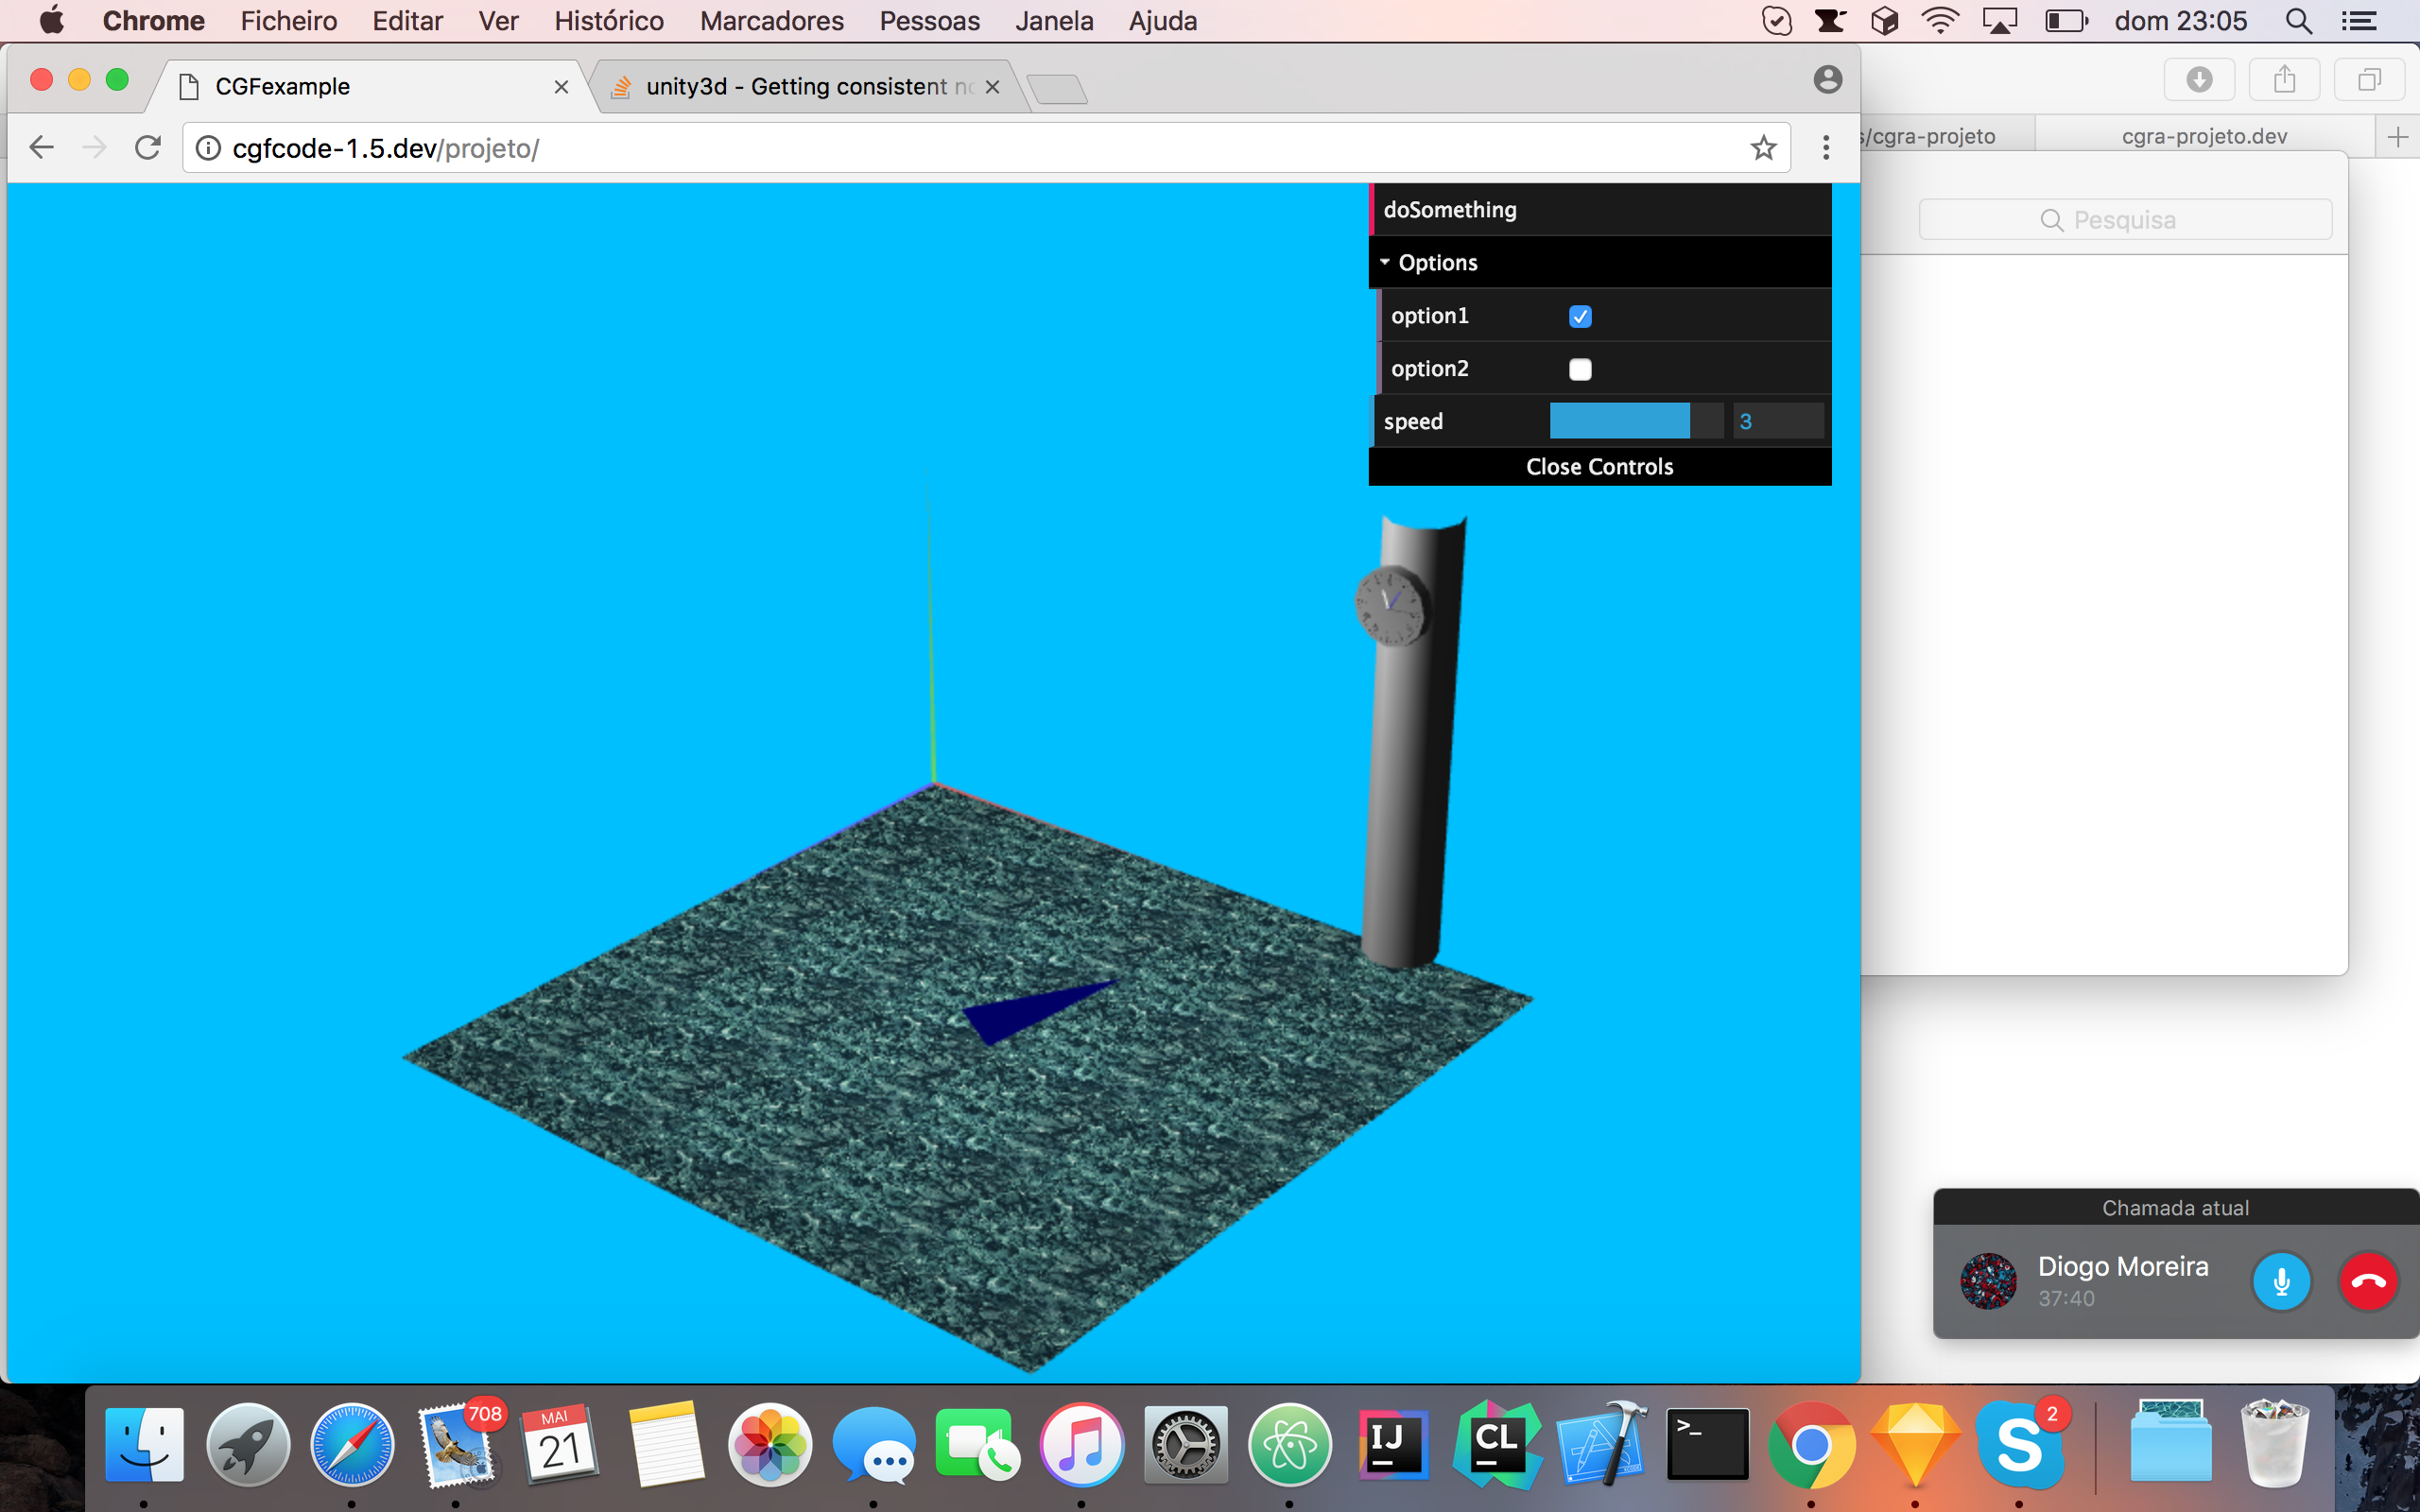 Chrome Ficheiro Editar Ver Histórico Marcadores Pessoas Janela Ajuda dom 23:05
CGFexample
unity3d - Getting consistent
cgfcode-1.5.dev/projeto/
/cgra-projeto
cgra-projeto.dev
Pesquisa
doSomething
Options
option1
option2
speed 3
Close Controls
Chamada atual
Diogo Moreira
37:40
708
MAI
21
IJ
CL
>_
S
2